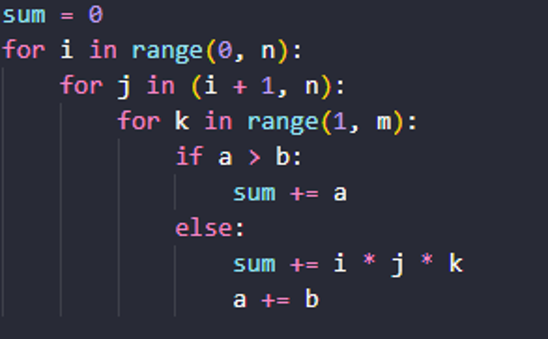 sum = 0
for i in range(0, n):
    for j in (i + 1, n):
        for k in range(1, m):
            if a > b:
                sum += a
            else:
                sum += i * j * k
                a += b